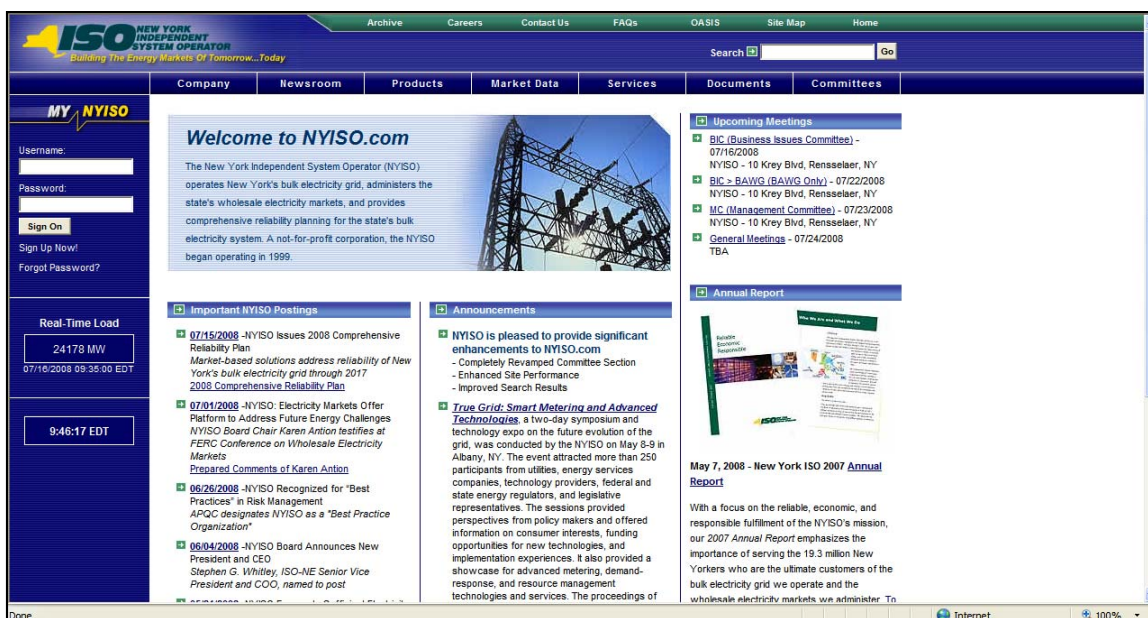 Archive Careers Contact Us FAQs OASIS Site Map Home
ISO NEW YORK
INDEPENDENT
SYSTEM OPERATOR
Building The Energy Markets Of Tomorrow...Today
Search Go
Company Newsroom Products Market Data Services Documents Committees
MY NYISO
Username:
Password:
Sign On
Sign Up Now!
Forgot Password?
Real-Time Load
24178 MW
07/16/2008 09:35:00 EDT
9:46:17 EDT
Welcome to NYISO.com
The New York Independent System Operator (NYISO)
operates New York's bulk electricity grid, administers the
state's wholesale electricity markets, and provides
comprehensive reliability planning for the state's bulk
electricity system. A not-for-profit corporation, the NYISO
began operating in 1999.
Important NYISO Postings
07/15/2008 -NYISO Issues 2008 Comprehensive
Reliability Plan
Market-based solutions address reliability of New
York's bulk electricity grid through 2017
2008 Comprehensive Reliability Plan
07/01/2008 -NYISO: Electricity Markets Offer
Platform to Address Future Energy Challenges
NYISO Board Chair Karen Antion testifies at
FERC Conference on Wholesale Electricity
Markets
Prepared Comments of Karen Antion
06/26/2008 -NYISO Recognized for "Best
Practices" in Risk Management
APQC designates NYISO as a "Best Practice
Organization"
06/04/2008 -NYISO Board Announces New
President and CEO
Stephen G. Whitley, ISO-NE Senior Vice
President and COO, named to post
Announcements
NYISO is pleased to provide significant
enhancements to NYISO.com
- Completely Revamped Committee Section
- Enhanced Site Performance
- Improved Search Results
True Grid: Smart Metering and Advanced
Technologies, a two-day symposium and
technology expo on the future evolution of the
grid, was conducted by the NYISO on May 8-9 in
Albany, NY. The event attracted more than 250
participants from utilities, energy services
companies, technology providers, federal and
state energy regulators, and legislative
representatives. The sessions provided
perspectives from policy makers and offered
information on consumer interests, funding
opportunities for new technologies, and
implementation experiences. It also provided a
showcase for advanced metering, demand-
response, and resource management
technologies and services. The proceedings of
Upcoming Meetings
BIC (Business Issues Committee) -
07/16/2008
NYISO - 10 Krey Blvd, Rensselaer, NY
BIC > BAWG (BAWG Only) - 07/22/2008
NYISO - 10 Krey Blvd, Rensselaer, NY
MC (Management Committee) - 07/23/2008
NYISO - 10 Krey Blvd, Rensselaer, NY
General Meetings - 07/24/2008
TBA
Annual Report
Reliable
Economic
Responsible
Who We Are and What We Do
May 7, 2008 - New York ISO 2007 Annual
Report
With a focus on the reliable, economic, and
responsible fulfillment of the NYISO's mission,
our 2007 Annual Report emphasizes the
importance of serving the 19.3 million New
Yorkers who are the ultimate customers of the
bulk electricity grid we operate and the
wholesale electricity markets we administer. To
Done Internet 100%